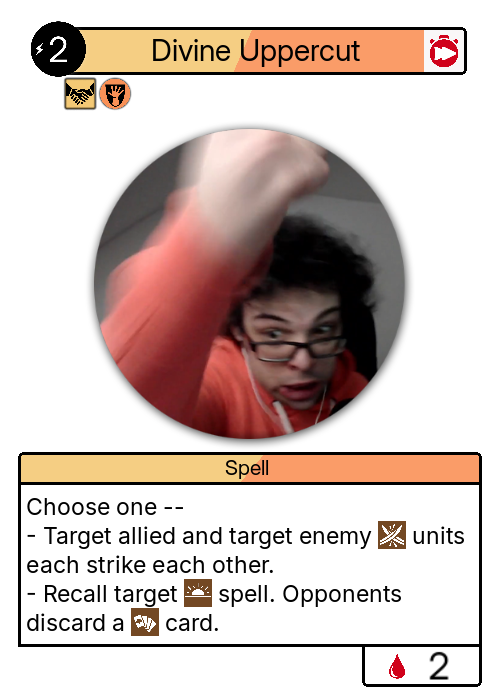 2 Divine Uppercut
Spell
Choose one --
- Target allied and target enemy units
each strike each other.
- Recall target spell. Opponents
discard a card.
2